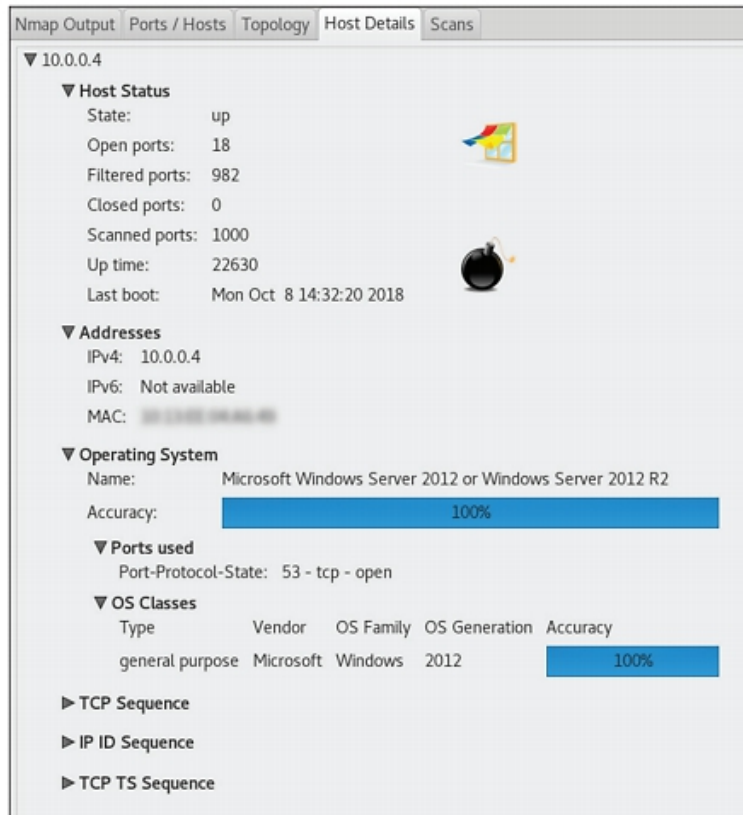 Nmap Output Ports / Hosts Topology Host Details Scans
10.0.0.4
Host Status
State: up
Open ports: 18
Filtered ports: 982
Closed ports: 0
Scanned ports: 1000
Up time: 22630
Last boot: Mon Oct 8 14:32:20 2018
Addresses
IPv4: 10.0.0.4
IPv6: Not available
MAC:
Operating System
Name: Microsoft Windows Server 2012 or Windows Server 2012 R2
Accuracy: 100%
Ports used
Port-Protocol-State: 53 - tcp - open
OS Classes
Type Vendor OS Family OS Generation Accuracy
general purpose Microsoft Windows 2012 100%
TCP Sequence
IP ID Sequence
TCP TS Sequence